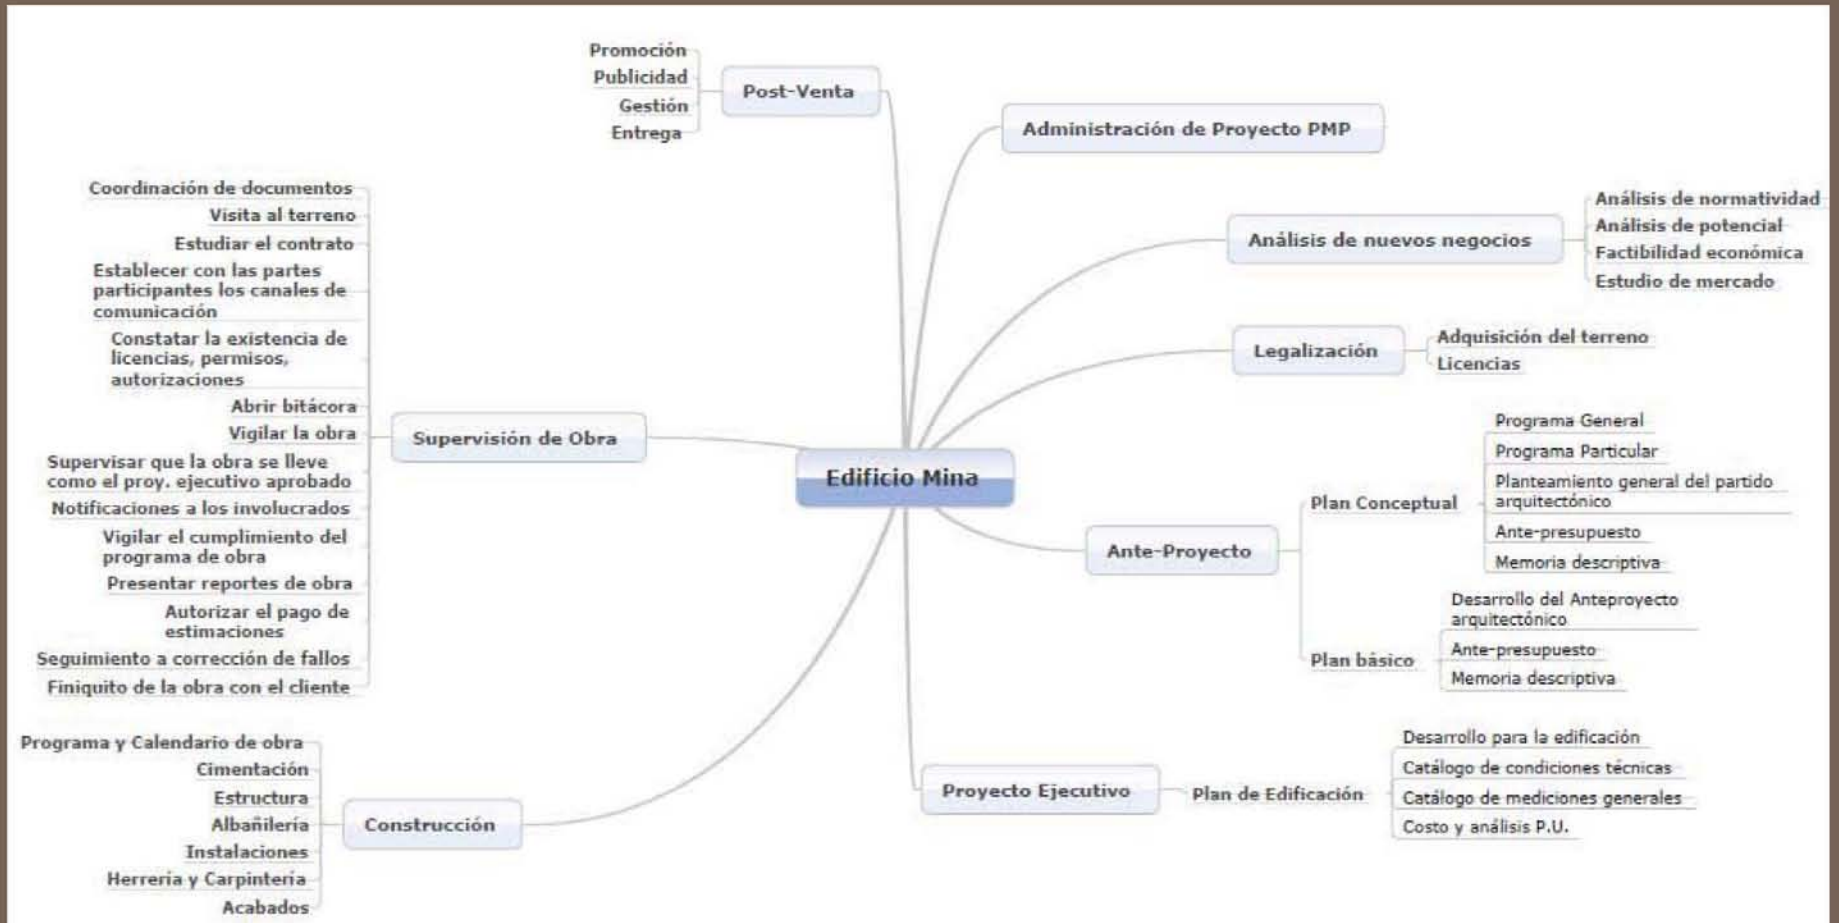 Edificio Mina
Administración de Proyecto PMP
Análisis de nuevos negocios
Análisis de normatividad
Análisis de potencial
Factibilidad económica
Estudio de mercado
Legalización
Adquisición del terreno
Licencias
Ante-Proyecto
Plan Conceptual
Programa General
Programa Particular
Planteamiento general del partido
arquitectónico
Ante-presupuesto
Memoria descriptiva
Plan básico
Desarrollo del Anteproyecto
arquitectónico
Ante-presupuesto
Memoria descriptiva
Proyecto Ejecutivo
Plan de Edificación
Desarrollo para la edificación
Catálogo de condiciones técnicas
Catálogo de mediciones generales
Costo y análisis P.U.
Construcción
Programa y Calendario de obra
Cimentación
Estructura
Albañilería
Instalaciones
Herrería y Carpintería
Acabados
Supervisión de Obra
Coordinación de documentos
Visita al terreno
Estudiar el contrato
Establecer con las partes
participantes los canales de
comunicación
Constatar la existencia de
licencias, permisos,
autorizaciones
Abrir bitácora
Vigilar la obra
Supervisar que la obra se lleve
como el proy. ejecutivo aprobado
Notificaciones a los involucrados
Vigilar el cumplimiento del
programa de obra
Presentar reportes de obra
Autorizar el pago de
estimaciones
Seguimiento a corrección de fallos
Finiquito de la obra con el cliente
Post-Venta
Promoción
Publicidad
Gestión
Entrega